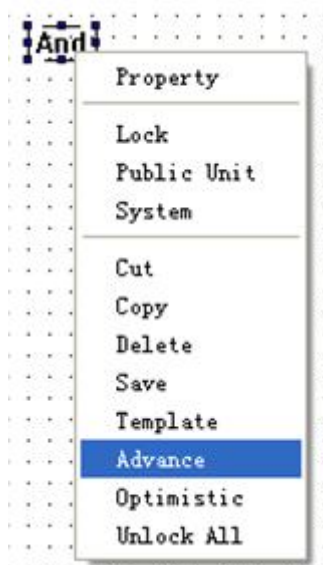 And
Property
Lock
Public Unit
System
Cut
Copy
Delete
Save
Template
Advance
Optimistic
Unlock All